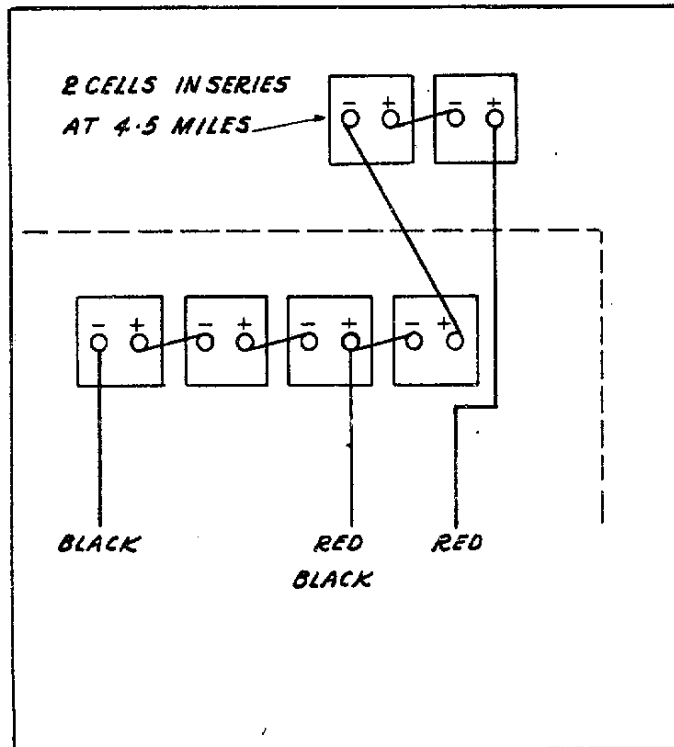 2 CELLS IN SERIES
AT 4.5 MILES
- + - +
- + - + - + - +
BLACK RED RED
BLACK